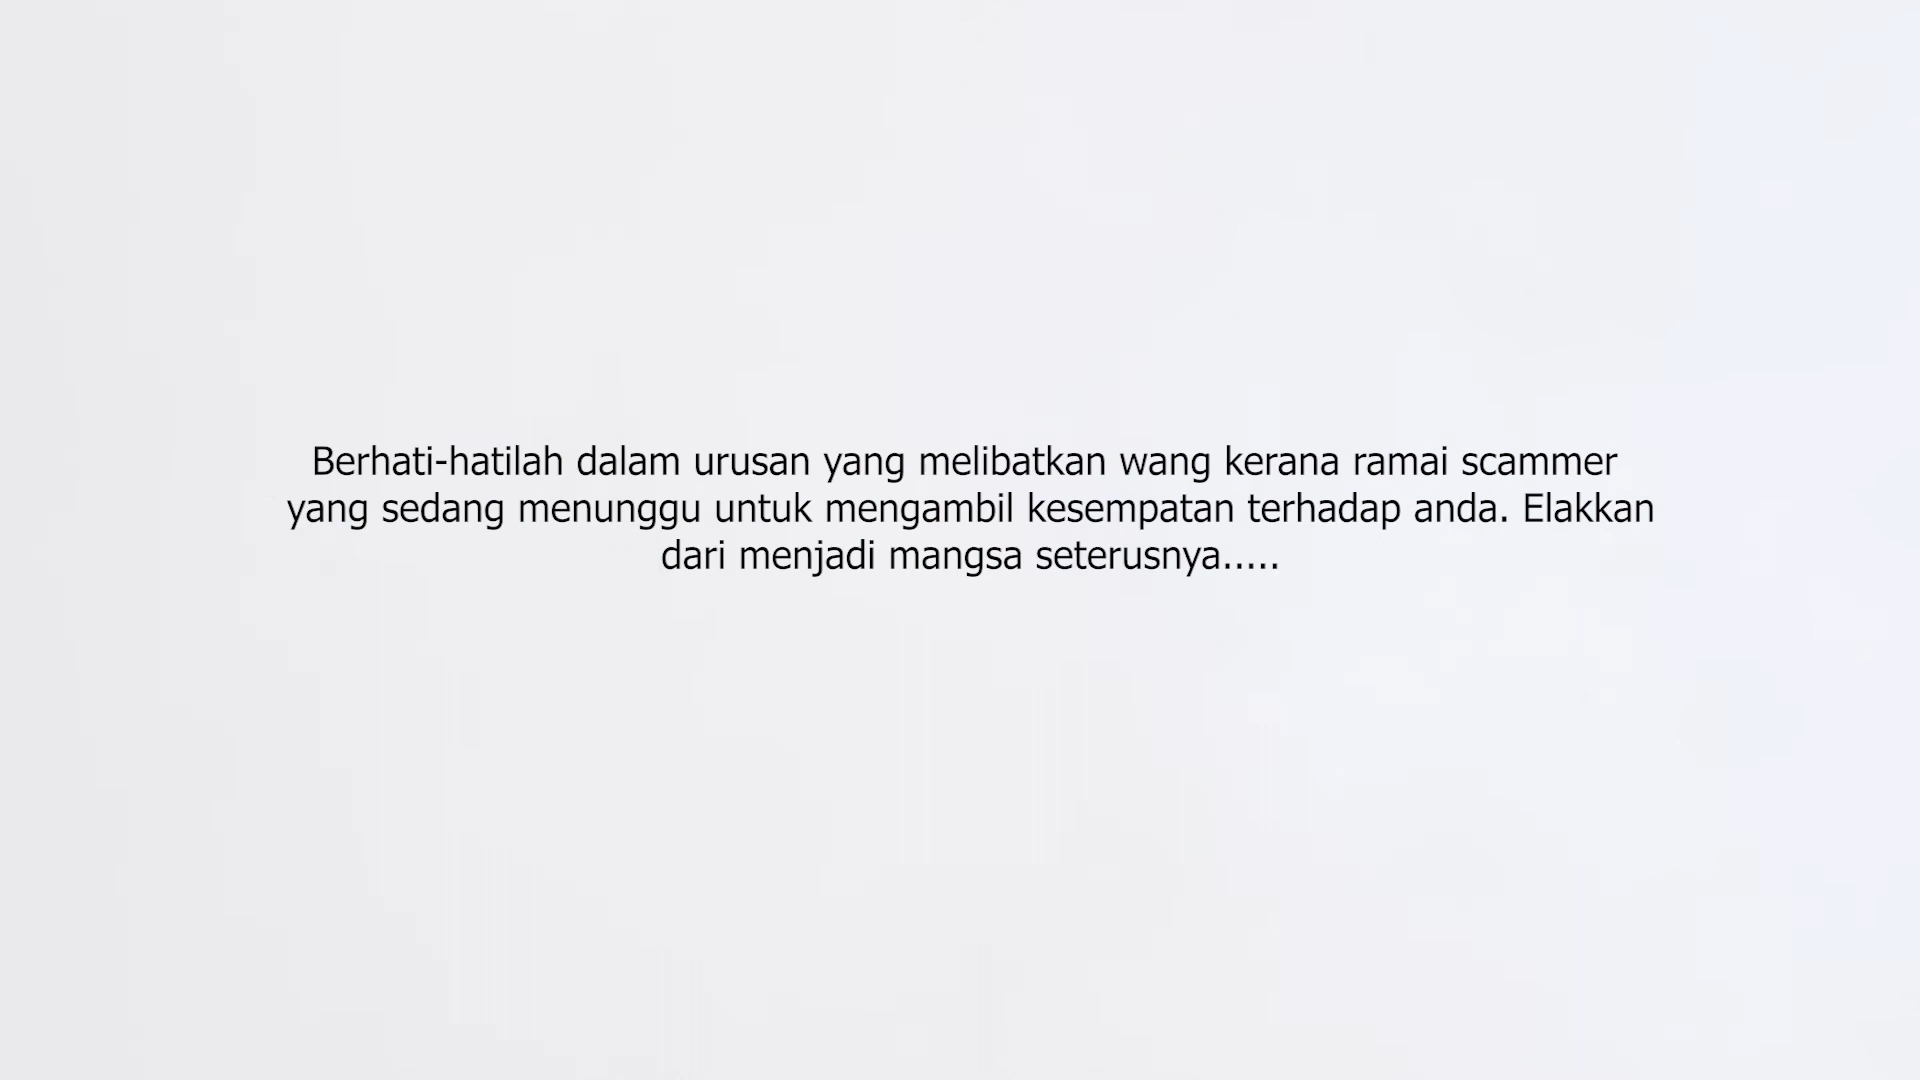 Berhati-hatilah dalam urusan yang melibatkan wang kerana ramai scammer
yang sedang menunggu untuk mengambil kesempatan terhadap anda. Elakkan
dari menjadi mangsa seterusnya.....